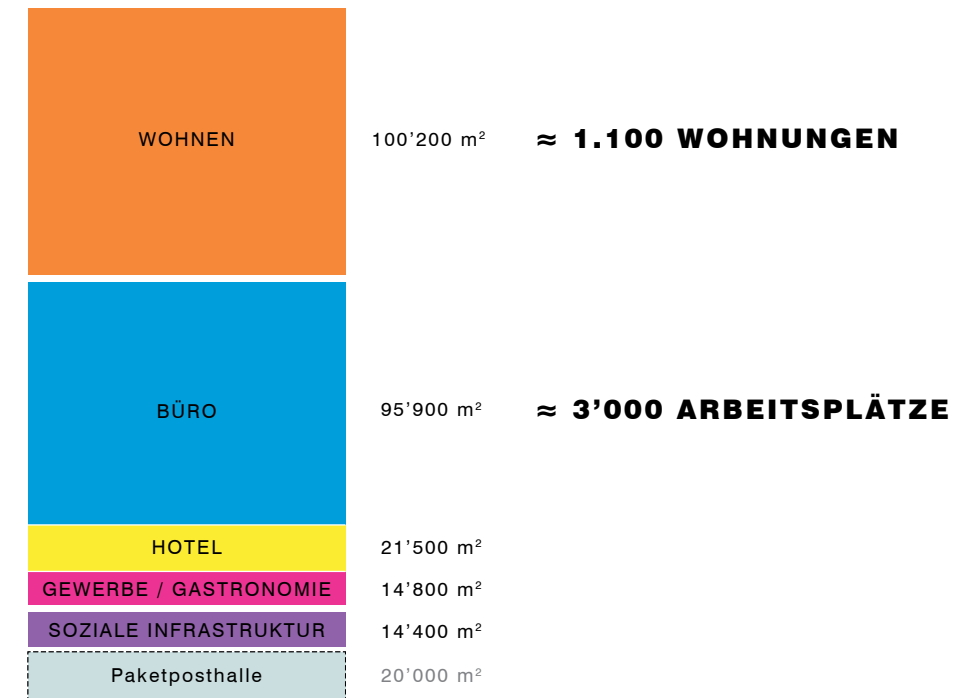 WOHNEN 100’200 m² ≈ 1.100 WOHNUNGEN
BÜRO 95’900 m² ≈ 3’000 ARBEITSPLÄTZE
HOTEL 21’500 m²
GEWERBE / GASTRONOMIE 14’800 m²
SOZIALE INFRASTRUKTUR 14’400 m²
Paketposthalle 20’000 m²